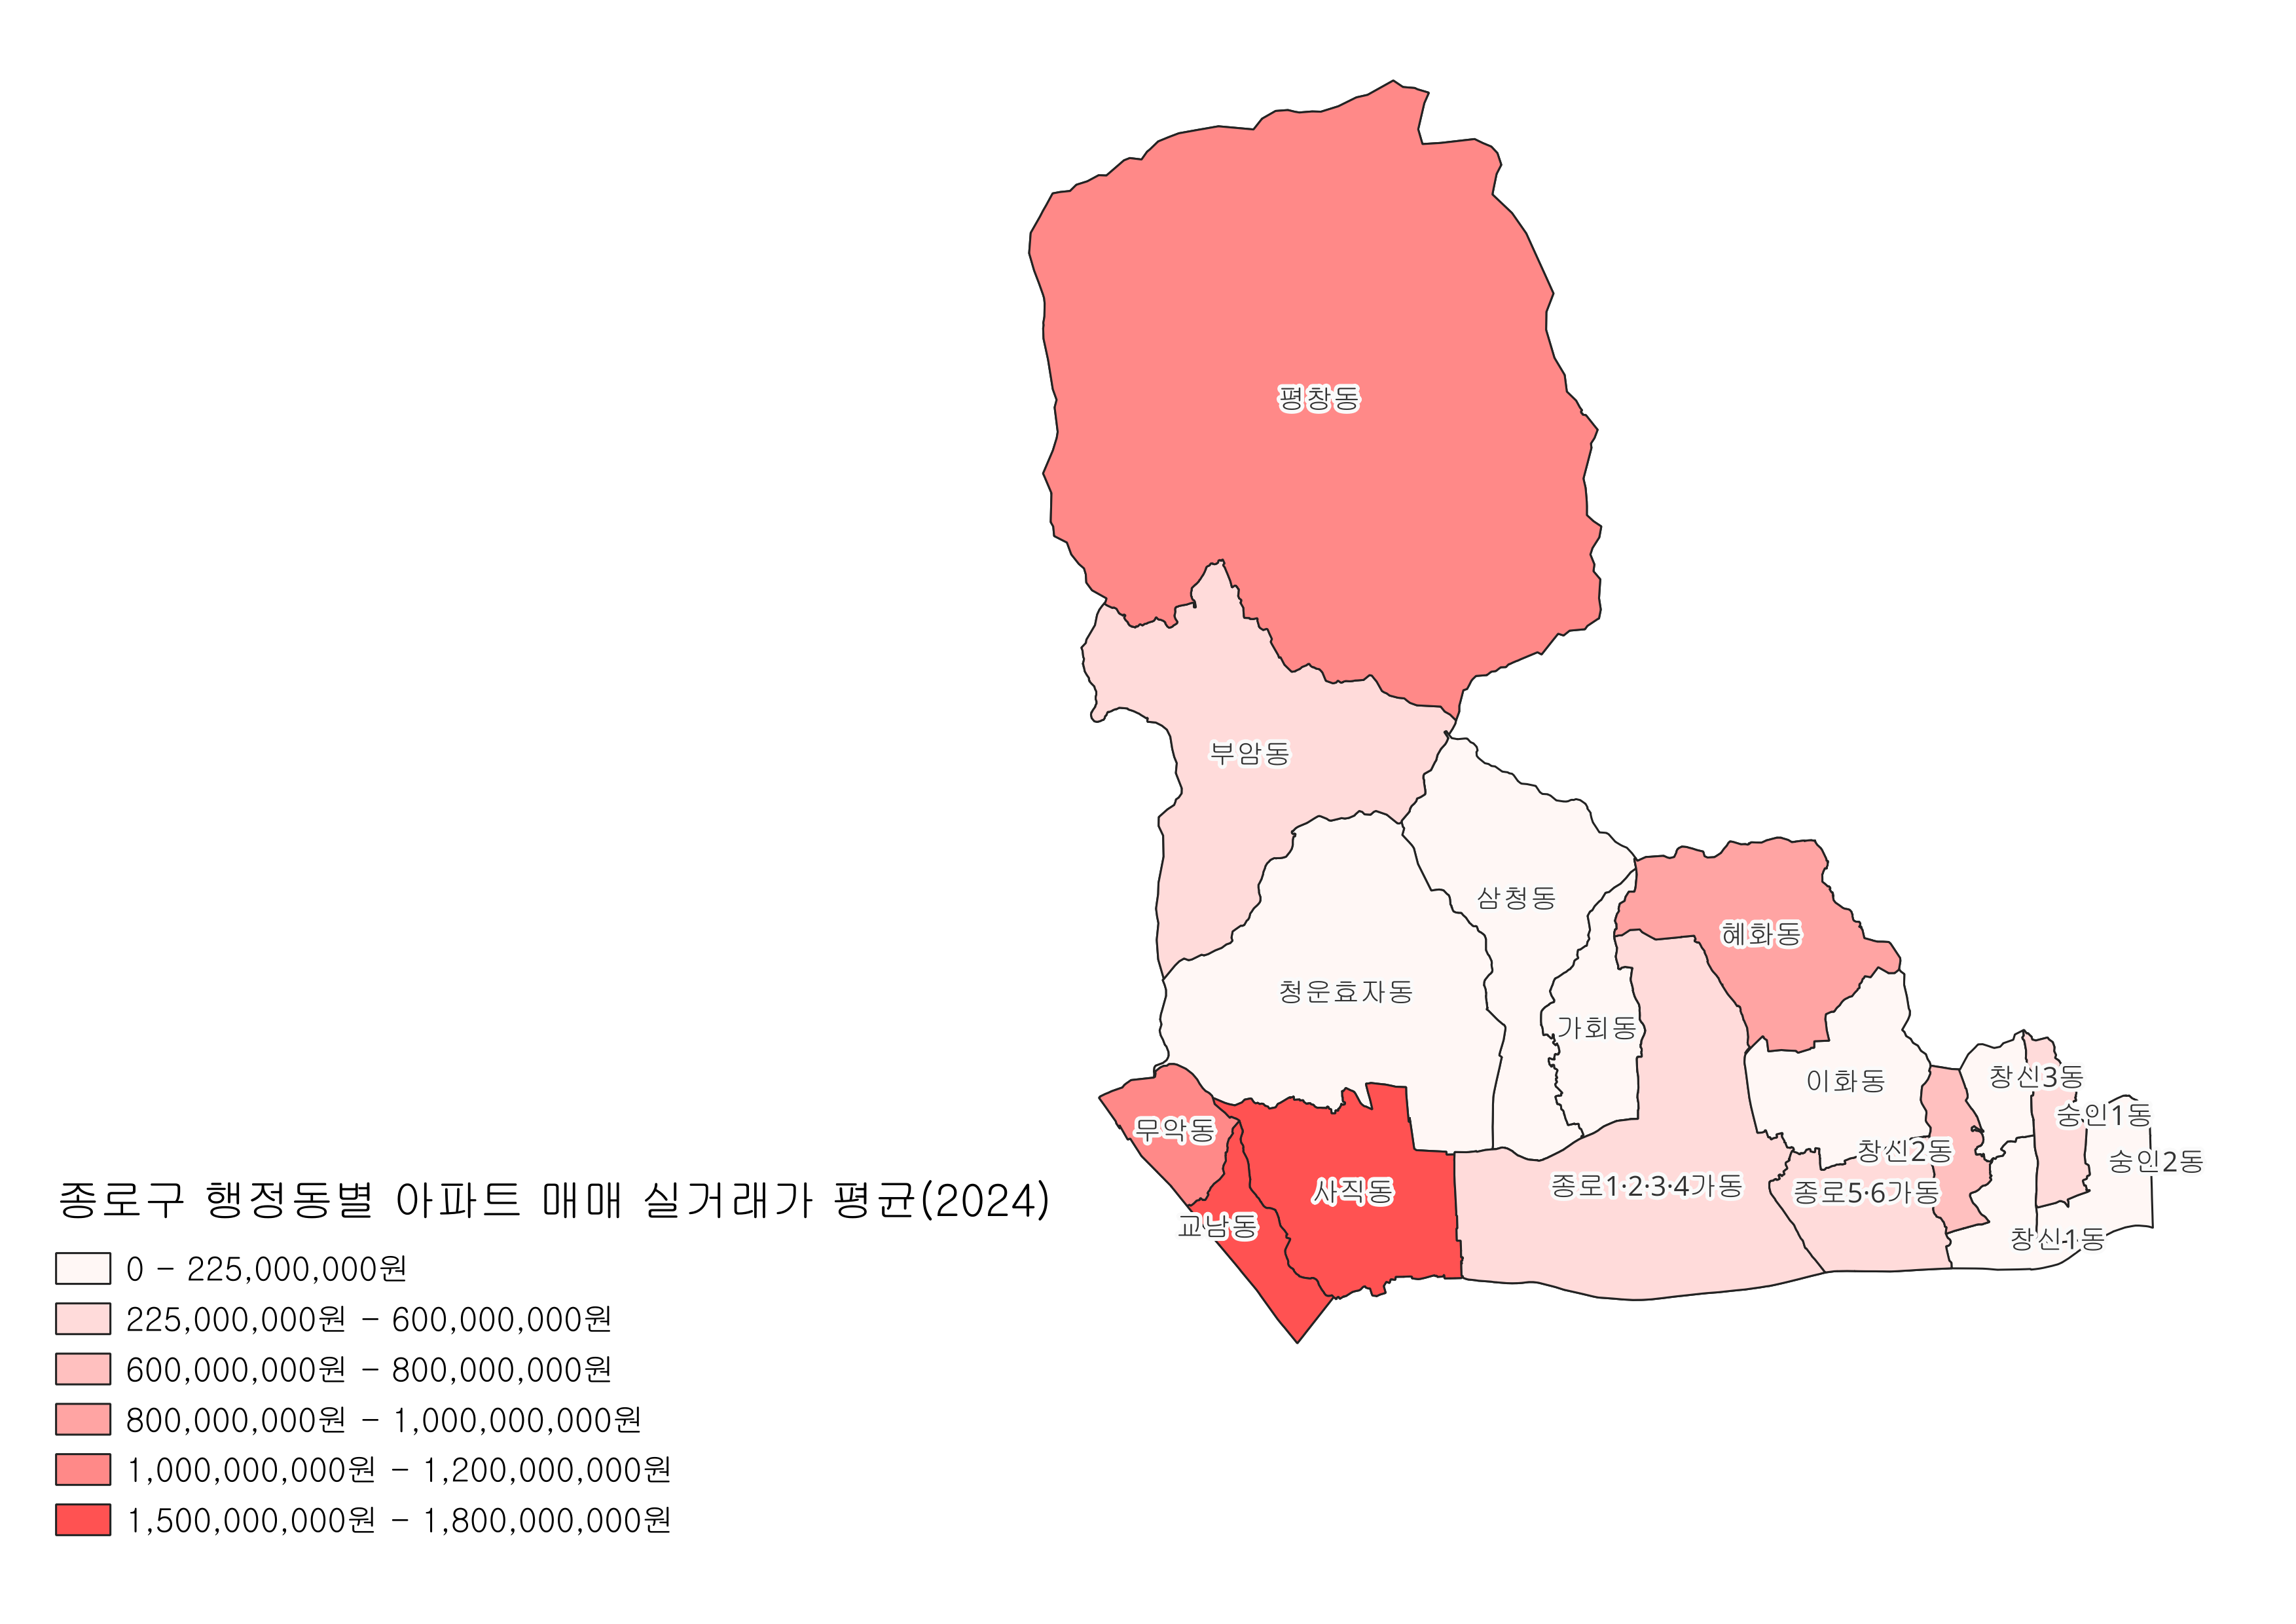 평창동
부암동
삼청동
혜화동
청운효자동
가회동
창신3동
이화동
숭인1동
무악동
창신2동
숭인2동
사직동
종로1·2·3·4가동
종로5·6가동
교남동
창신1동
종로구 행정동별 아파트 매매 실거래가 평균(2024)
0 - 225,000,000원
225,000,000원 - 600,000,000원
600,000,000원 - 800,000,000원
800,000,000원 - 1,000,000,000원
1,000,000,000원 - 1,200,000,000원
1,500,000,000원 - 1,800,000,000원